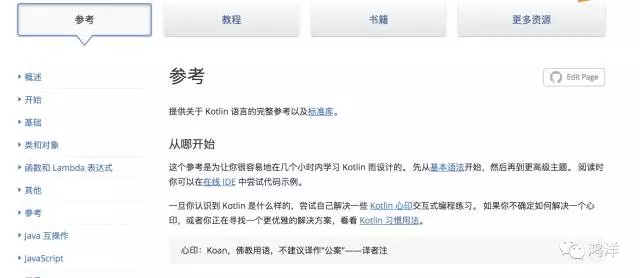 参考
教程
书籍
更多资源
概述
开始
基础
类和对象
函数和 Lambda 表达式
其他
参考
Java 互操作
JavaScript
参考
Edit Page
提供关于 Kotlin 语言的完整参考以及标准库。
从哪开始
这个参考是为让你很容易地在几个小时内学习 Kotlin 而设计的。 先从基本语法开始，然后再到更高级主题。 阅读时
你可以在在线 IDE 中尝试代码示例。
一旦你认识到 Kotlin 是什么样的，尝试自己解决一些 Kotlin 心印交互式编程练习。 如果你不确定如何解决一个心
印，或者你正在寻找一个更优雅的解决方案，看看 Kotlin 习惯用法。
心印：Koan，佛教用语，不建议译作“公案”——译者注
鸿洋